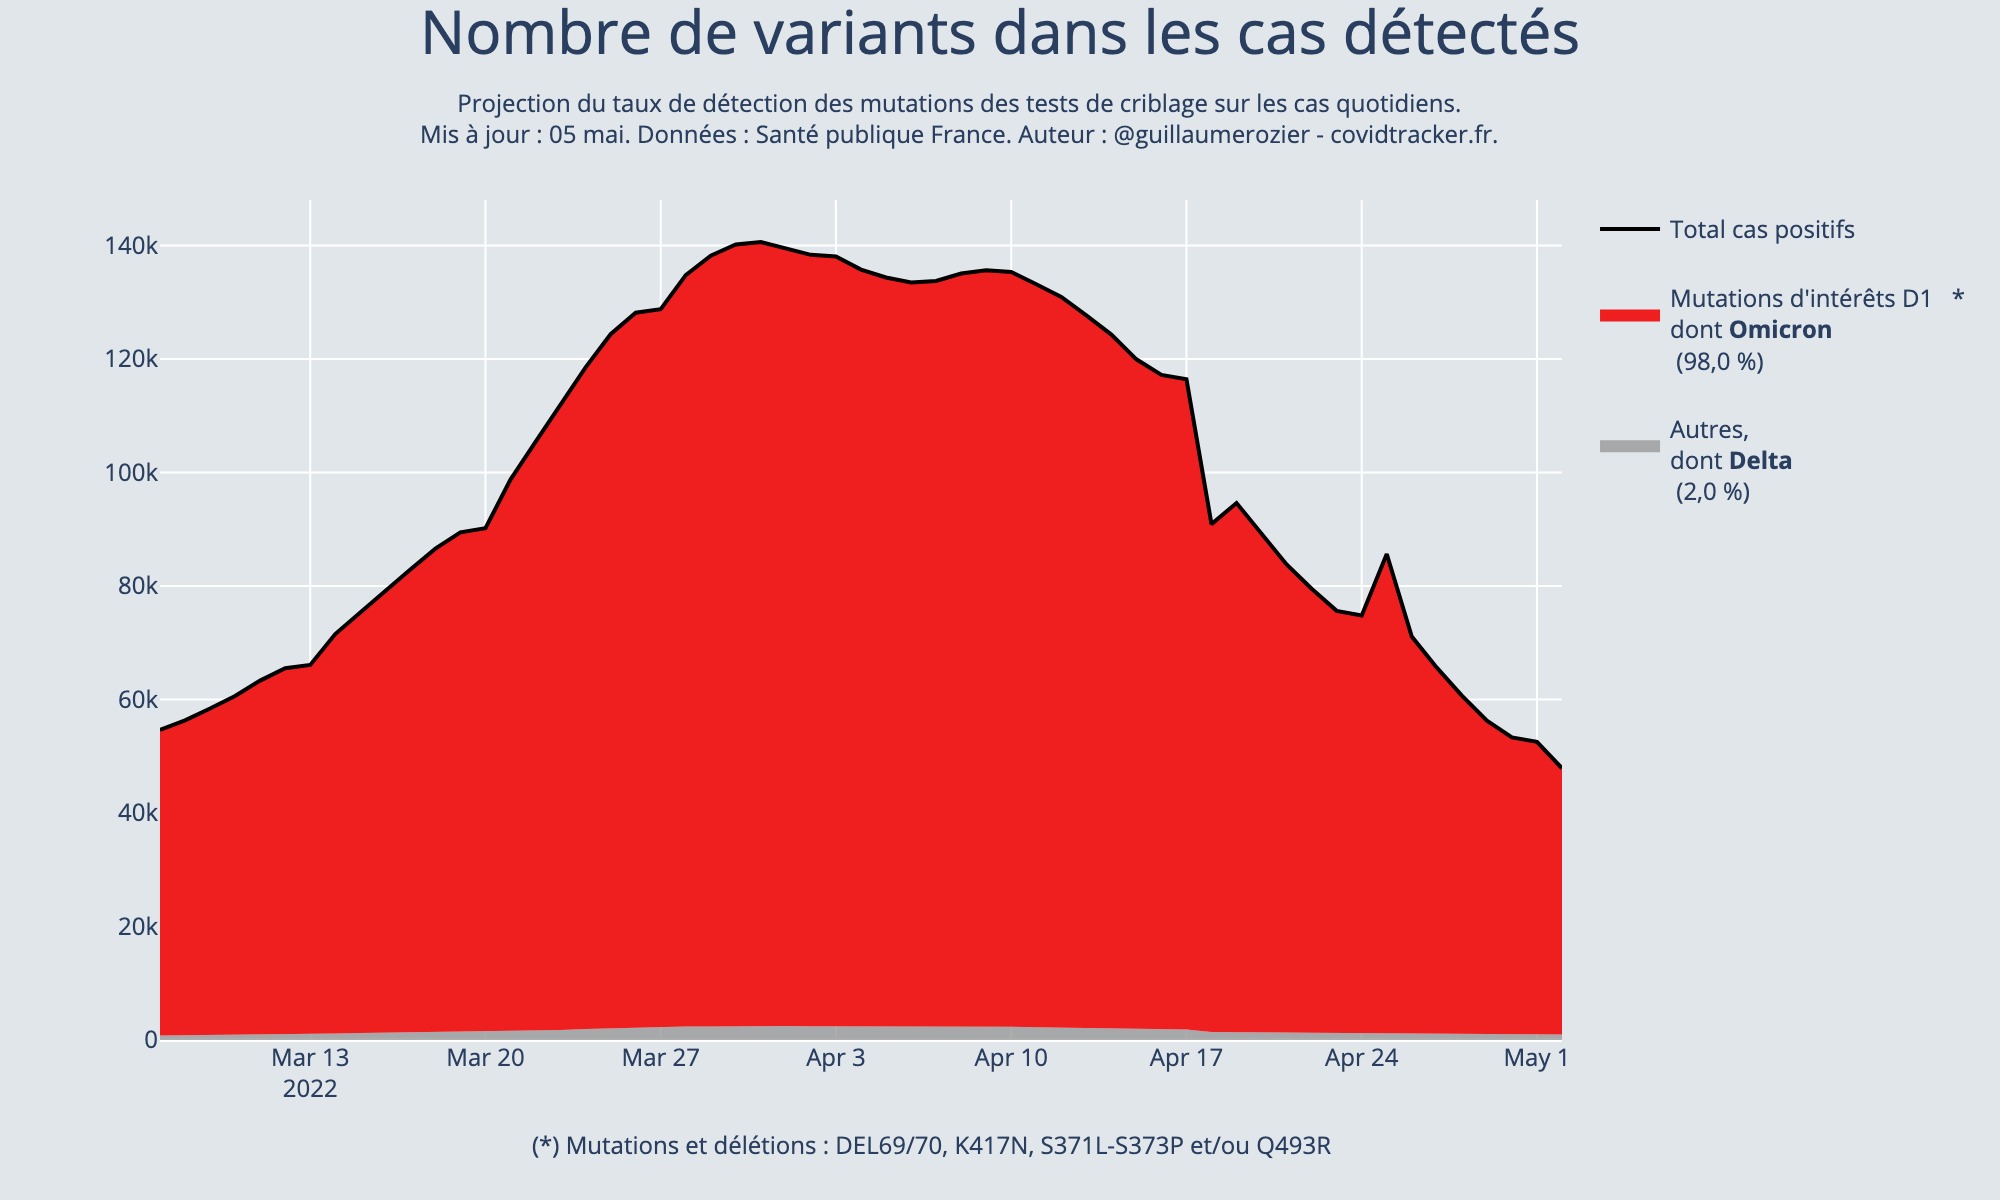 Nombre de variants dans les cas détectés
Projection du taux de détection des mutations des tests de criblage sur les cas quotidiens.
Mis à jour : 05 mai. Données : Santé publique France. Auteur : @guillaumerozier - covidtracker.fr.
140k
120k
100k
80k
60k
40k
20k
0
Mar 13
2022
Mar 20
Mar 27
Apr 3
Apr 10
Apr 17
Apr 24
May 1
Total cas positifs
Mutations d'intérêts D1 *
dont Omicron
(98,0 %)
Autres,
dont Delta
(2,0 %)
(*) Mutations et délétions : DEL69/70, K417N, S371L-S373P et/ou Q493R